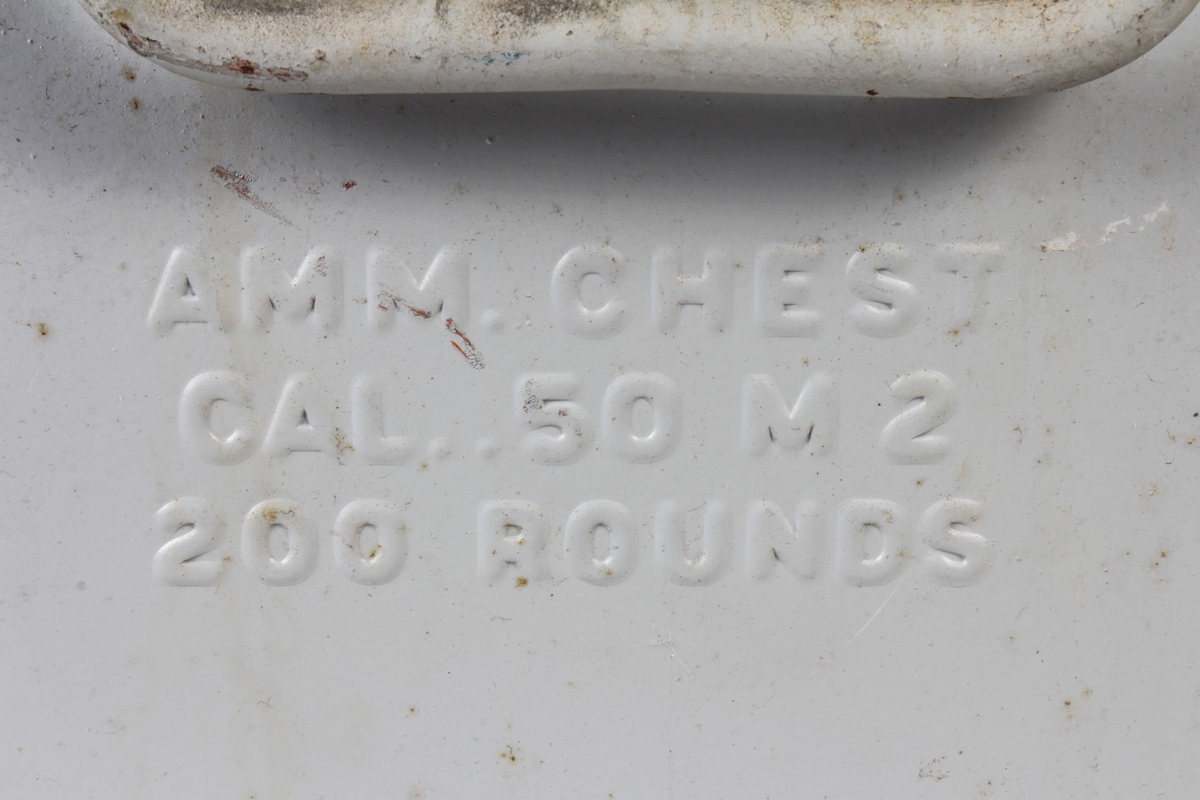 AMM. CHEST
CAL..50 M 2
200 ROUNDS